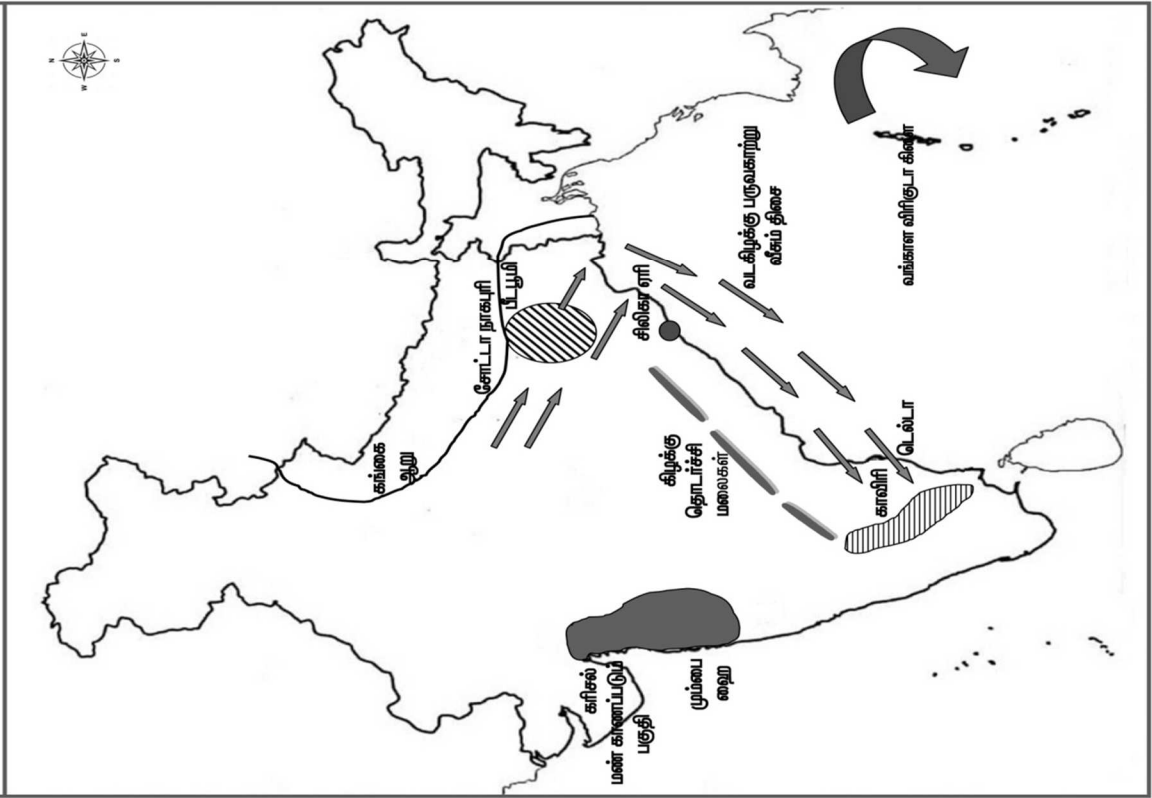 N
E
S
W
கங்கை
ஆறு
சோட்டா நாகபுரி
பீடபூமி
சிலிகா ஏரி
வடகிழக்கு பருவகாற்று
வீசும் திசை
வங்காள விரிகுடா கிளை
கரிசல்
மண் காணப்படும்
பகுதி
மும்பை
ஹை
கிழக்கு
தொடர்ச்சி
மலைகள்
காவிரி
டெல்டா